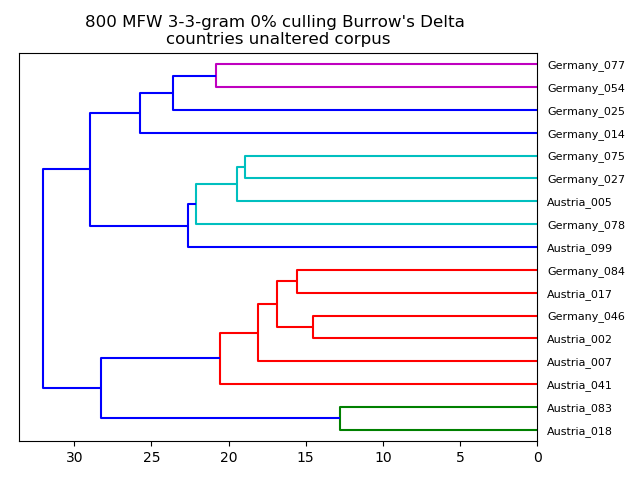 800 MFW 3-3-gram 0% culling Burrow's Delta
countries unaltered corpus
Germany_077
Germany_054
Germany_025
Germany_014
Germany_075
Germany_027
Austria_005
Germany_078
Austria_099
Germany_084
Austria_017
Germany_046
Austria_002
Austria_007
Austria_041
Austria_083
Austria_018
30 25 20 15 10 5 0